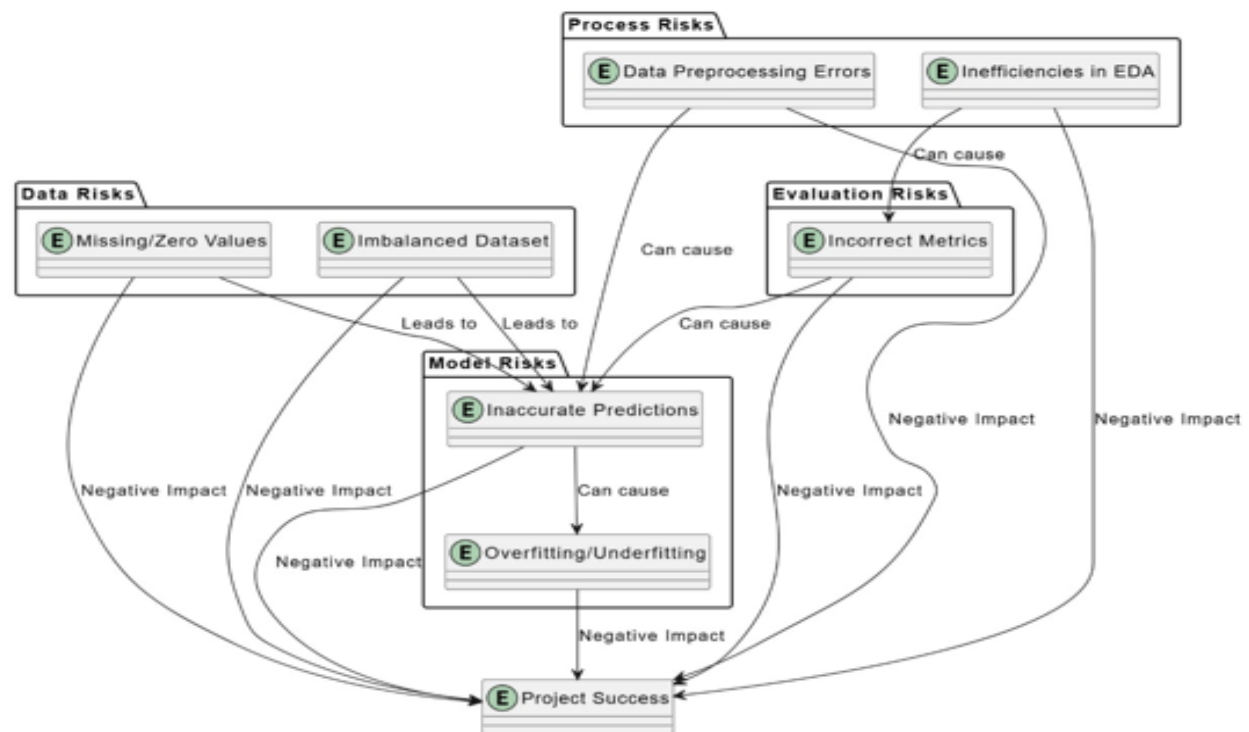 Process Risks
E Data Preprocessing Errors
E Inefficiencies in EDA
Can cause
Data Risks
Evaluation Risks
E Missing/Zero Values
E Imbalanced Dataset
E Incorrect Metrics
Can cause
Leads to
Leads to
Can cause
Model Risks
E Inaccurate Predictions
Negative Impact
Negative Impact
Negative Impact
Negative Impact
Can cause
Negative Impact
E Overfitting/Underfitting
Negative Impact
Negative Impact
E Project Success